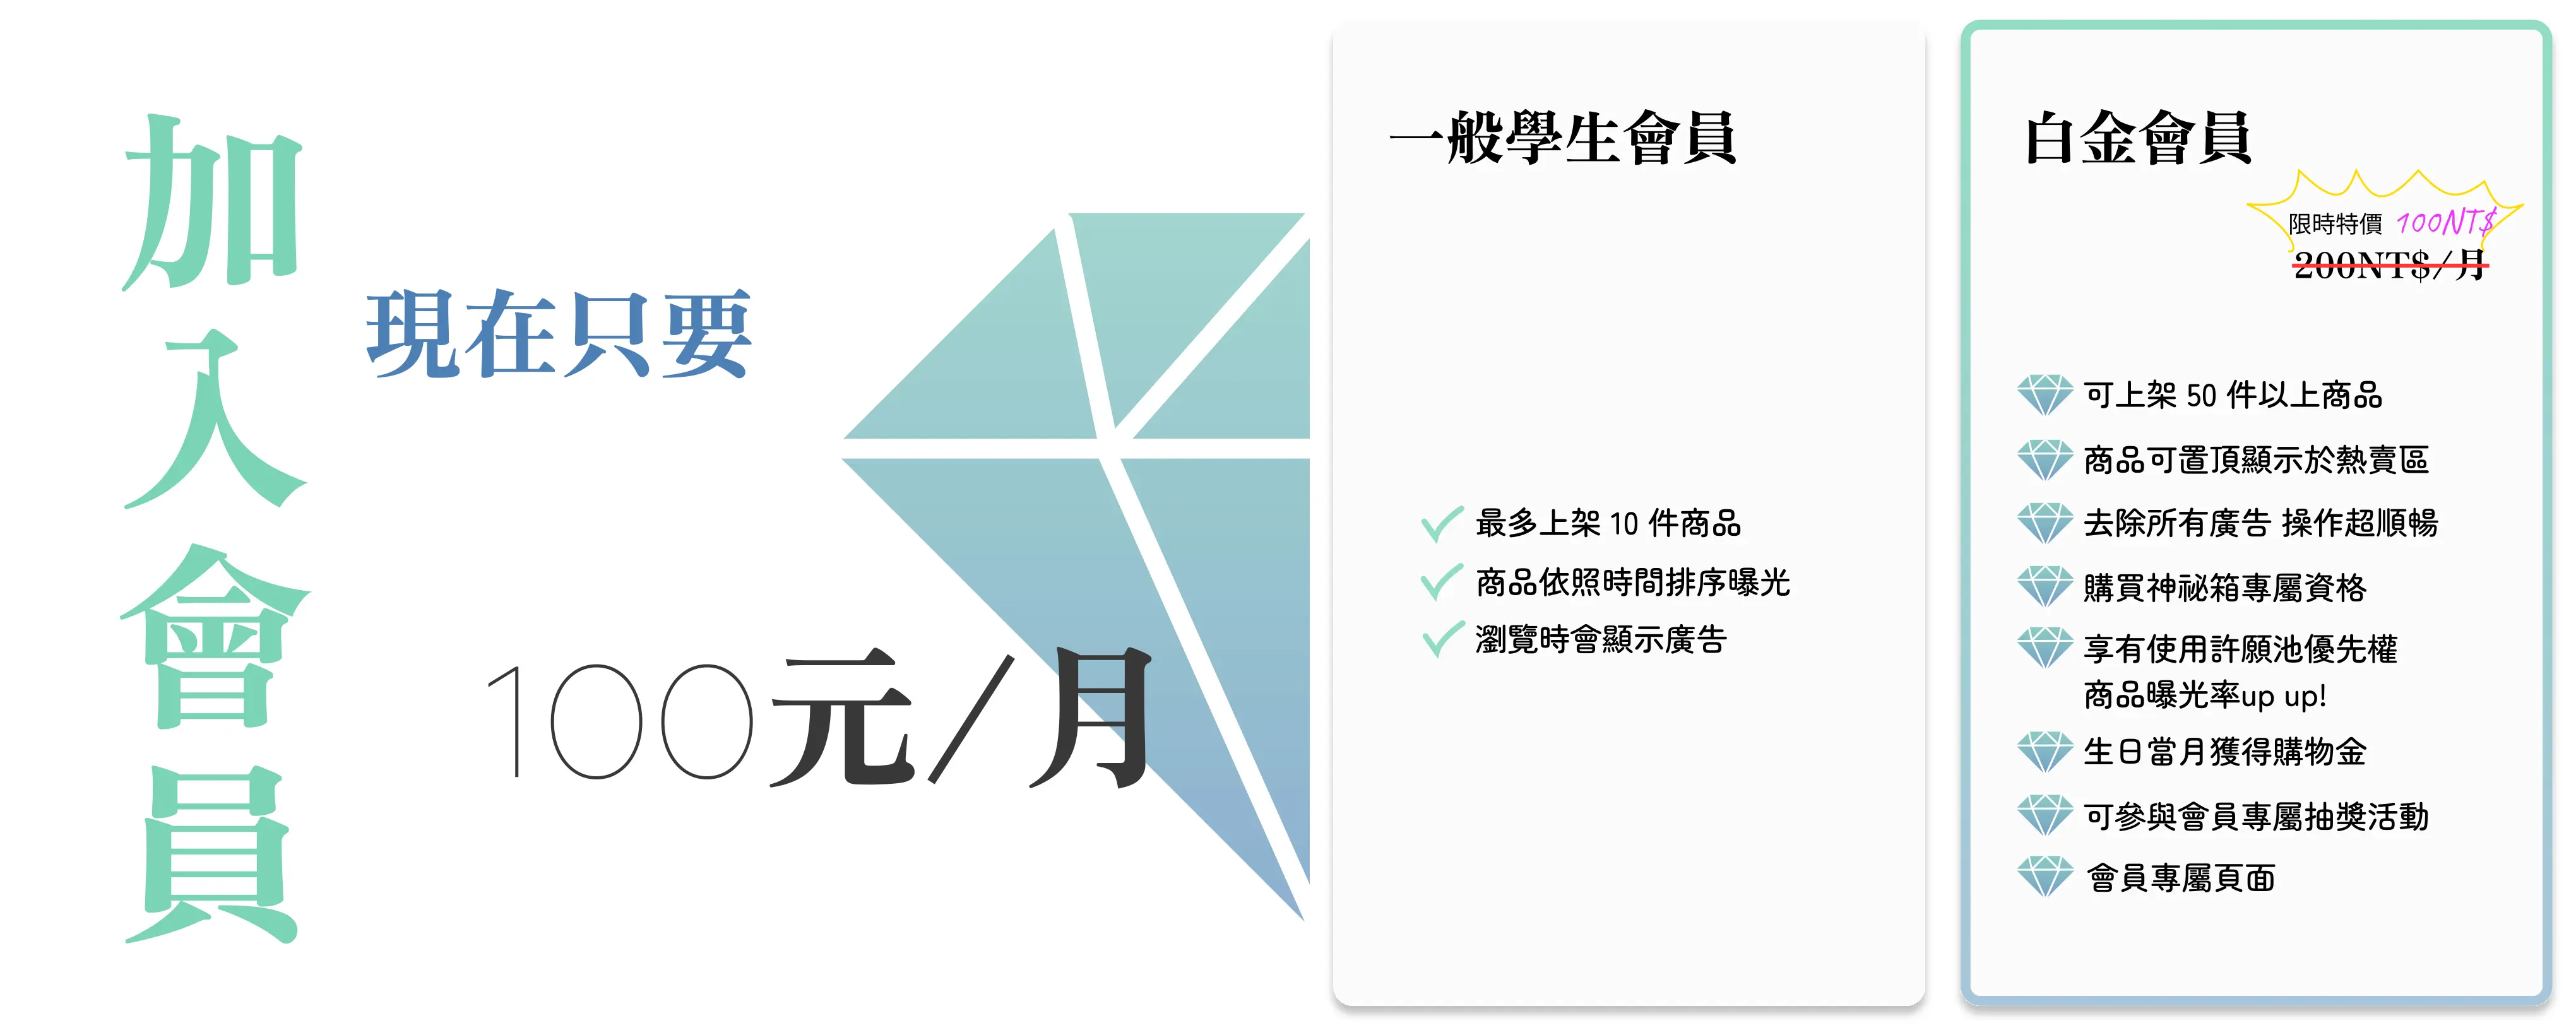 加入會員
現在只要
100元/月
一般學生會員
最多上架 10 件商品
商品依照時間排序曝光
瀏覽時會顯示廣告
白金會員
限時特價 100NT$
200NT$/月
可上架 50 件以上商品
商品可置頂顯示於熱賣區
去除所有廣告 操作超順暢
購買神祕箱專屬資格
享有使用許願池優先權
商品曝光率up up!
生日當月獲得購物金
可參與會員專屬抽獎活動
會員專屬頁面